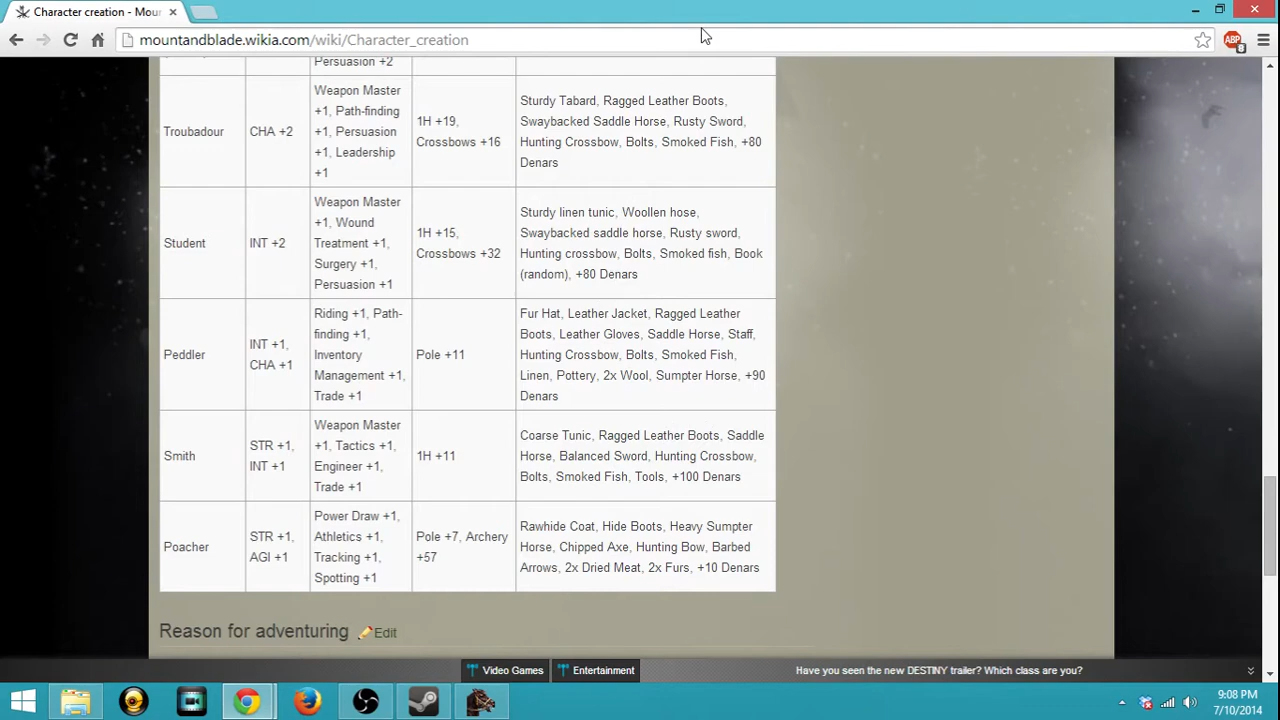 Character creation - Mour
mountandblade.wikia.com/wiki/Character_creation
ABP
8
Persuasion +2
Troubadour
CHA +2
Weapon Master
+1, Path-finding
+1, Persuasion
+1, Leadership
+1
1H +19,
Crossbows +16
Sturdy Tabard, Ragged Leather Boots,
Swaybacked Saddle Horse, Rusty Sword,
Hunting Crossbow, Bolts, Smoked Fish, +80
Denars
Student
INT +2
Weapon Master
+1, Wound
Treatment +1,
Surgery +1,
Persuasion +1
1H +15,
Crossbows +32
Sturdy linen tunic, Woollen hose,
Swaybacked saddle horse, Rusty sword,
Hunting crossbow, Bolts, Smoked fish, Book
(random), +80 Denars
Peddler
INT +1,
CHA +1
Riding +1, Path-
finding +1,
Inventory
Management +1,
Trade +1
Pole +11
Fur Hat, Leather Jacket, Ragged Leather
Boots, Leather Gloves, Saddle Horse, Staff,
Hunting Crossbow, Bolts, Smoked Fish,
Linen, Pottery, 2x Wool, Sumpter Horse, +90
Denars
Smith
STR +1,
INT +1
Weapon Master
+1, Tactics +1,
Engineer +1,
Trade +1
1H +11
Coarse Tunic, Ragged Leather Boots, Saddle
Horse, Balanced Sword, Hunting Crossbow,
Bolts, Smoked Fish, Tools, +100 Denars
Poacher
STR +1,
AGI +1
Power Draw +1,
Athletics +1,
Tracking +1,
Spotting +1
Pole +7, Archery
+57
Rawhide Coat, Hide Boots, Heavy Sumpter
Horse, Chipped Axe, Hunting Bow, Barbed
Arrows, 2x Dried Meat, 2x Furs, +10 Denars
Reason for adventuring Edit
Video Games
Entertainment
Have you seen the new DESTINY trailer? Which class are you?
9:08 PM
7/10/2014